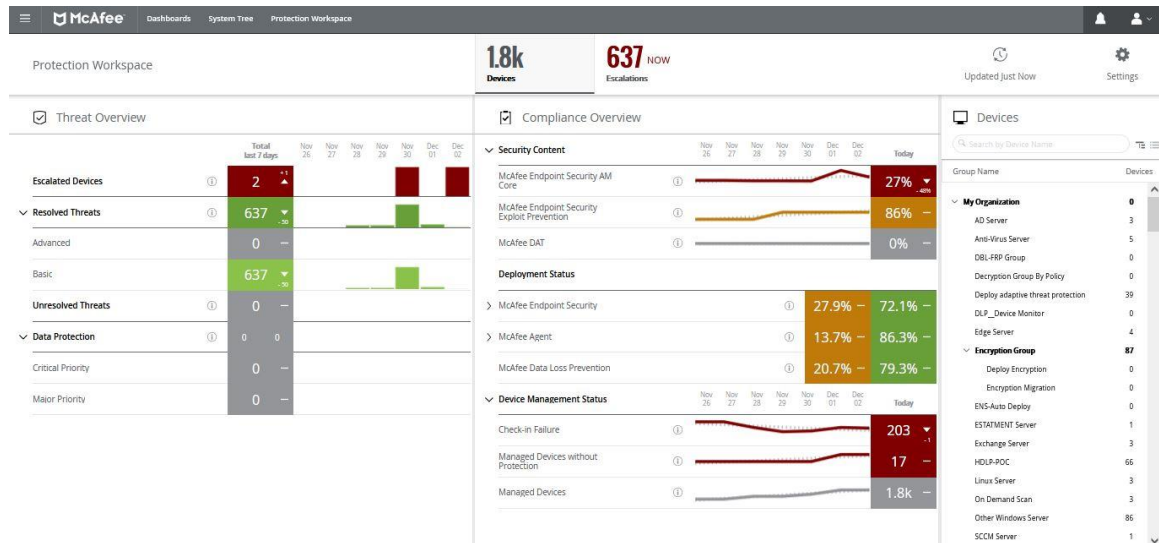 McAfee Dashboards System Tree Protection Workspace
Protection Workspace
1.8k
Devices
637 NOW
Escalations
Updated Just Now
Settings
Threat Overview
Total
last 7 days
Nov 26 Nov 27 Nov 28 Nov 29 Nov 30 Dec 01 Dec 02
Escalated Devices 2 +1
Resolved Threats 637 - 50
Advanced 0
Basic 637 - 50
Unresolved Threats 0
Data Protection 0 0
Critical Priority 0
Major Priority 0
Compliance Overview
Security Content Nov 26 Nov 27 Nov 28 Nov 29 Nov 30 Dec 01 Dec 02 Today
McAfee Endpoint Security AM
Core
27% - 48%
McAfee Endpoint Security
Exploit Prevention
86%
McAfee DAT 0%
Deployment Status
McAfee Endpoint Security 27.9% 72.1%
McAfee Agent 13.7% 86.3%
McAfee Data Loss Prevention 20.7% 79.3%
Device Management Status Nov 26 Nov 27 Nov 28 Nov 29 Nov 30 Dec 01 Dec 02 Today
Check-in Failure 203 - 1
Managed Devices without
Protection
17
Managed Devices 1.8k
Devices
Search by Device Name
Group Name Devices
My Organization 0
AD Server 3
Anti-Virus Server 5
DBL-FRP Group 0
Decryption Group By Policy 0
Deploy adaptive threat protection 39
DLP_Device Monitor 0
Edge Server 4
Encryption Group 87
Deploy Encryption 0
Encryption Migration 0
ENS-Auto Deploy 0
ESTATMENT Server 1
Exchange Server 3
HDLP-POC 66
Linux Server 3
On Demand Scan 3
Other Windows Server 86
SCCM Server 1